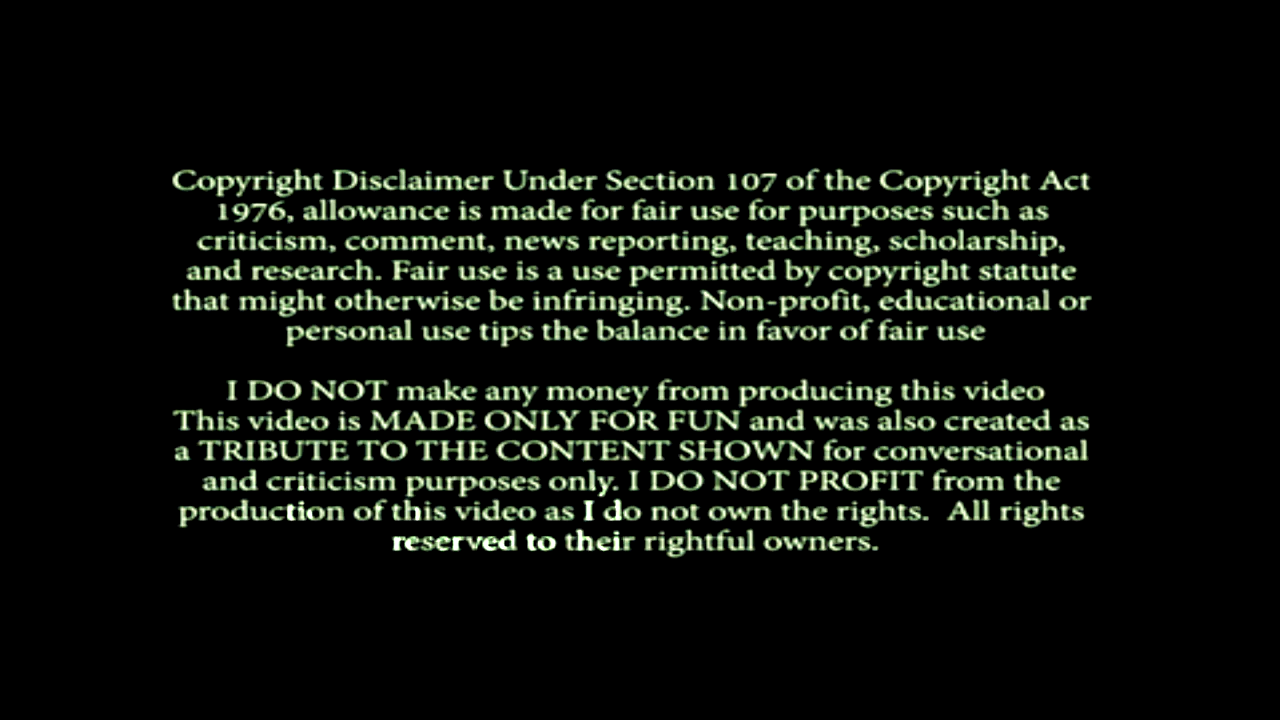 Copyright Disclaimer Under Section 107 of the Copyright Act
1976, allowance is made for fair use for purposes such as
criticism, comment, news reporting, teaching, scholarship,
and research. Fair use is a use permitted by copyright statute
that might otherwise be infringing. Non-profit, educational or
personal use tips the balance in favor of fair use
I DO NOT make any money from producing this video
This video is MADE ONLY FOR FUN and was also created as
a TRIBUTE TO THE CONTENT SHOWN for conversational
and criticism purposes only. I DO NOT PROFIT from the
production of this video as I do not own the rights.  All rights
reserved to their rightful owners.